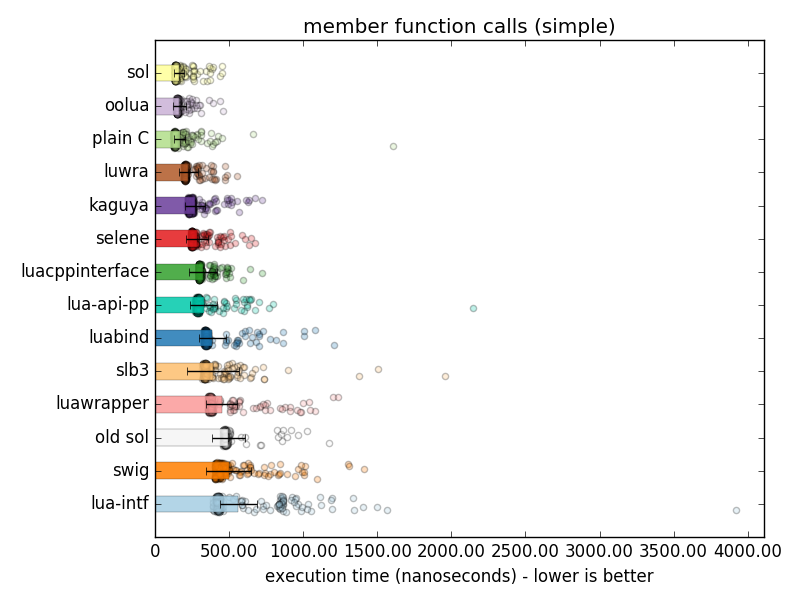 member function calls (simple)
sol
oolua
plain C
luwra
kaguya
selene
luacppinterface
lua-api-pp
luabind
slb3
luawrapper
old sol
swig
lua-intf
0 500.00 1000.00 1500.00 2000.00 2500.00 3000.00 3500.00 4000.00
execution time (nanoseconds) - lower is better